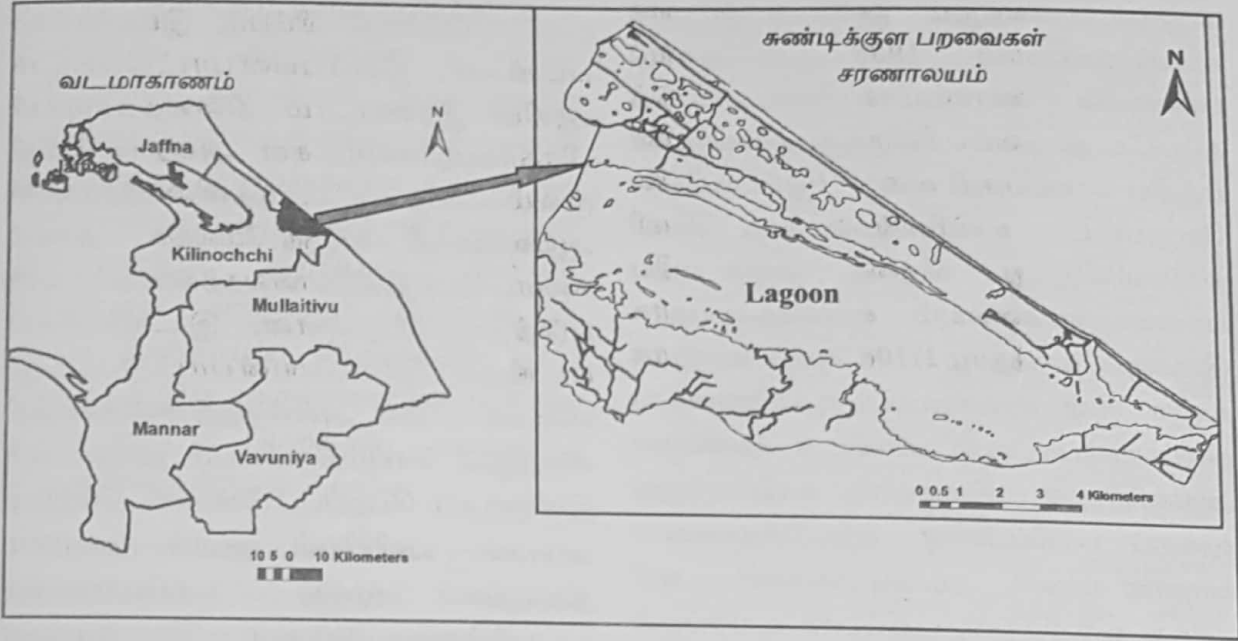 வடமாகாணம்
N
Jaffna
Kilinochchi
Mullaitivu
Mannar
Vavuniya
10 5 0 10 Kilometers
சுண்டிக்குள பறவைகள்
சரணாலயம்
N
Lagoon
0 0.5 1 2 3 4 Kilometers